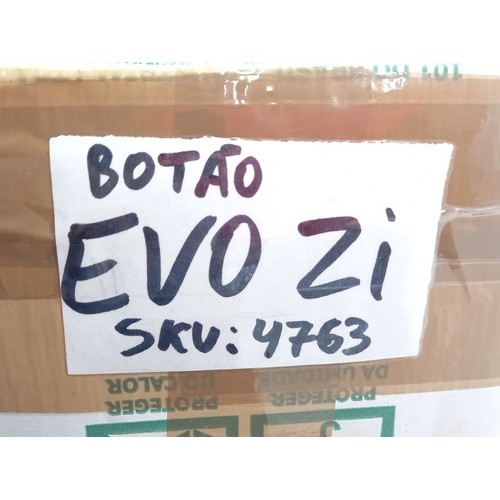 BOTÃO
EVO Zi
SKU: 4763
PROTEGER
DO CALOR
PROTEGER
DA UMIDADE